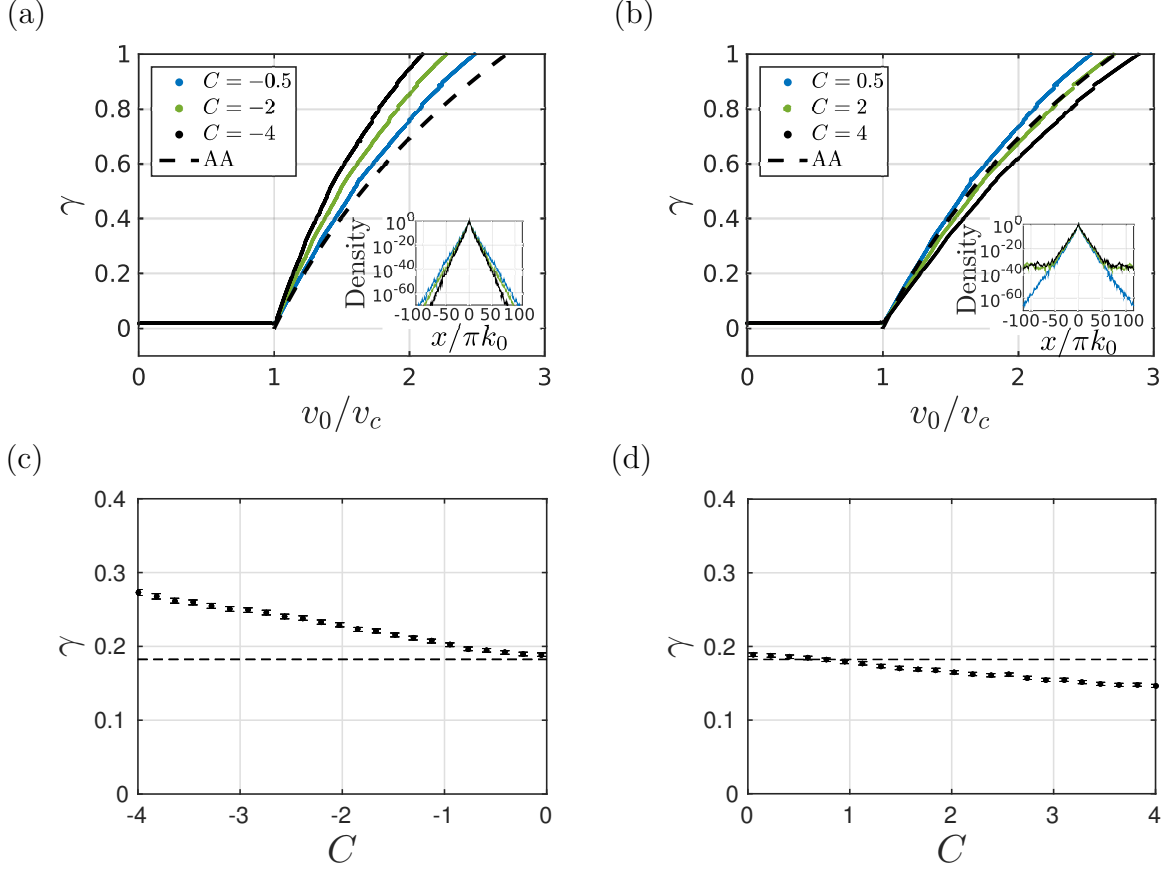 (a)
1
0.8
0.6
0.4
0.2
0
γ
C = −0.5
C = −2
C = −4
AA
Density
10^0
10^-20
10^-40
10^-60
-100 -50 0 50 100
x/πk_0
0 1 2 3
v_0/v_c
(b)
1
0.8
0.6
0.4
0.2
0
γ
C = 0.5
C = 2
C = 4
AA
Density
10^0
10^-20
10^-40
10^-60
-100 -50 0 50 100
x/πk_0
0 1 2 3
v_0/v_c
(c)
0.4
0.3
0.2
0.1
0
γ
-4 -3 -2 -1 0
C
(d)
0.4
0.3
0.2
0.1
0
γ
0 1 2 3 4
C